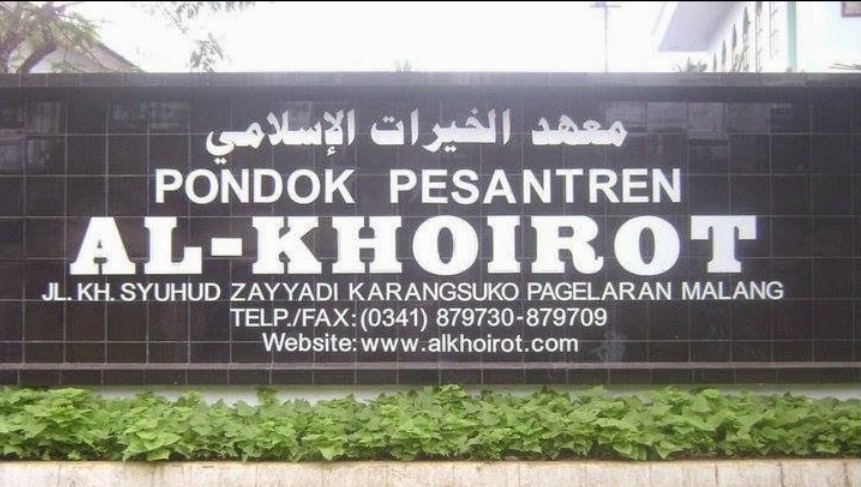 معهد الخيرات الإسلامي
PONDOK PESANTREN
AL-KHOIROT
JL. KH. SYUHUD ZAYYADI KARANGSUKO PAGELARAN MALANG
TELP./FAX: (0341) 879730-879709
Website: www.alkhoirot.com